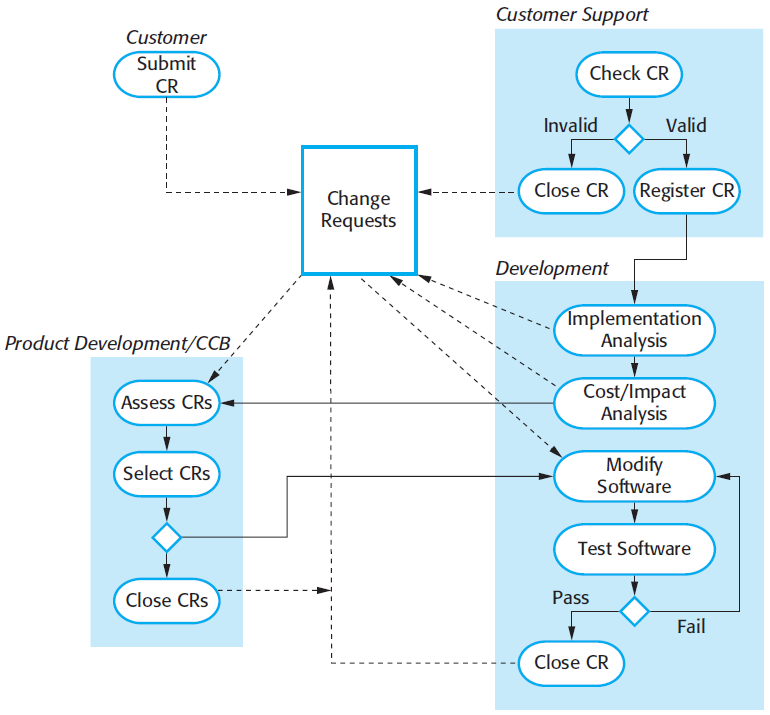 Customer
Submit
CR
Customer Support
Check CR
Invalid
Valid
Close CR
Register CR
Change
Requests
Development
Implementation
Analysis
Cost/Impact
Analysis
Product Development/CCB
Assess CRs
Select CRs
Close CRs
Modify
Software
Test Software
Pass
Fail
Close CR